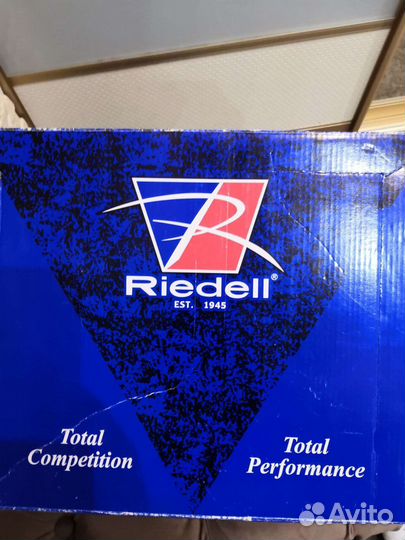 Riedell®
EST. 1945
Total
Competition
Total
Performance
Avito